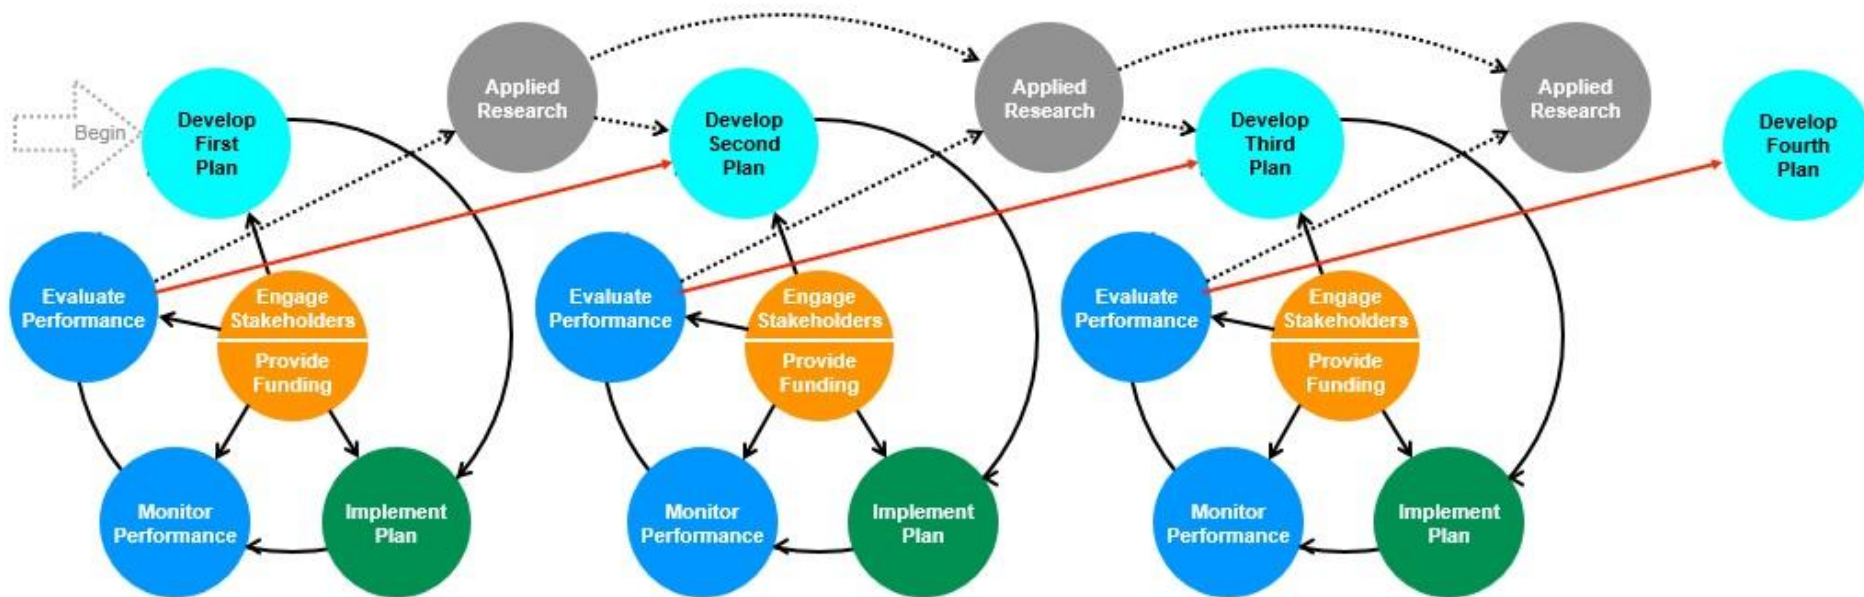 Begin
Develop
First
Plan
Applied
Research
Develop
Second
Plan
Applied
Research
Develop
Third
Plan
Applied
Research
Develop
Fourth
Plan
Evaluate
Performance
Engage
Stakeholders
Provide
Funding
Monitor
Performance
Implement
Plan
Evaluate
Performance
Engage
Stakeholders
Provide
Funding
Monitor
Performance
Implement
Plan
Evaluate
Performance
Engage
Stakeholders
Provide
Funding
Monitor
Performance
Implement
Plan